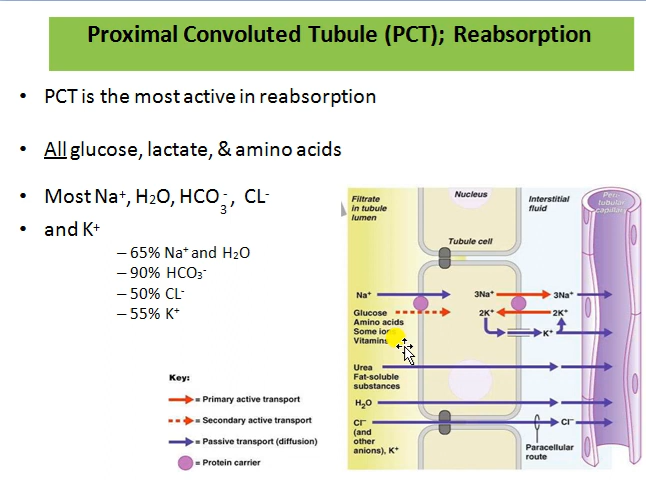 Proximal Convoluted Tubule (PCT); Reabsorption
• PCT is the most active in reabsorption
• All glucose, lactate, & amino acids
• Most Na⁺, H₂O, HCO₃⁻, CL⁻
• and K⁺
– 65% Na⁺ and H₂O
– 90% HCO₃⁻
– 50% CL⁻
– 55% K⁺
Key:
= Primary active transport
= Secondary active transport
= Passive transport (diffusion)
= Protein carrier
Filtrate
in tubule
lumen
Nucleus
Interstitial
fluid
Peri-
tubular
capillary
Tubule cell
Na⁺
3Na⁺
3Na⁺
Glucose
Amino acids
Some
2K⁺
2K⁺
K⁺
Urea
Fat-soluble
substances
H₂O
Cl⁻
(and
other
anions), K⁺
Cl⁻
Paracellular
route